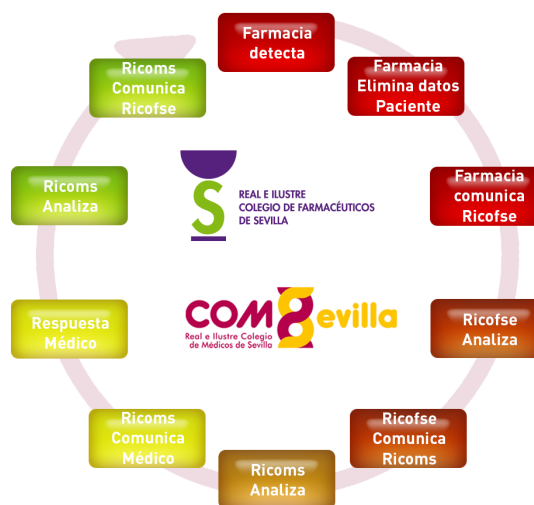 Farmacia
detecta
Farmacia
Elimina datos
Paciente
Farmacia
comunica
Ricofse
Ricofse
Analiza
Ricofse
Comunica
Ricoms
Ricoms
Analiza
Ricoms
Comunica
Médico
Respuesta
Médico
Ricoms
Analiza
Ricoms
Comunica
Ricofse
REAL E ILUSTRE
COLEGIO DE FARMACÉUTICOS
DE SEVILLA
COM Sevilla
Real e Ilustre Colegio
de Médicos de Sevilla